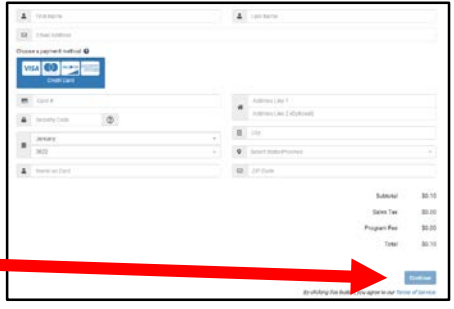 First Name
Last Name
Email Address
Choose a payment method
VISA
Credit Card
Card #
Address Line 1
Address Line 2 (Optional)
Security Code
City
January
2022
Select State/Province
Name on Card
ZIP Code
Subtotal $0.10
Sales Tax $0.00
Program Fee $0.00
Total $0.10
Continue
By clicking this button, you agree to our Terms of Service.